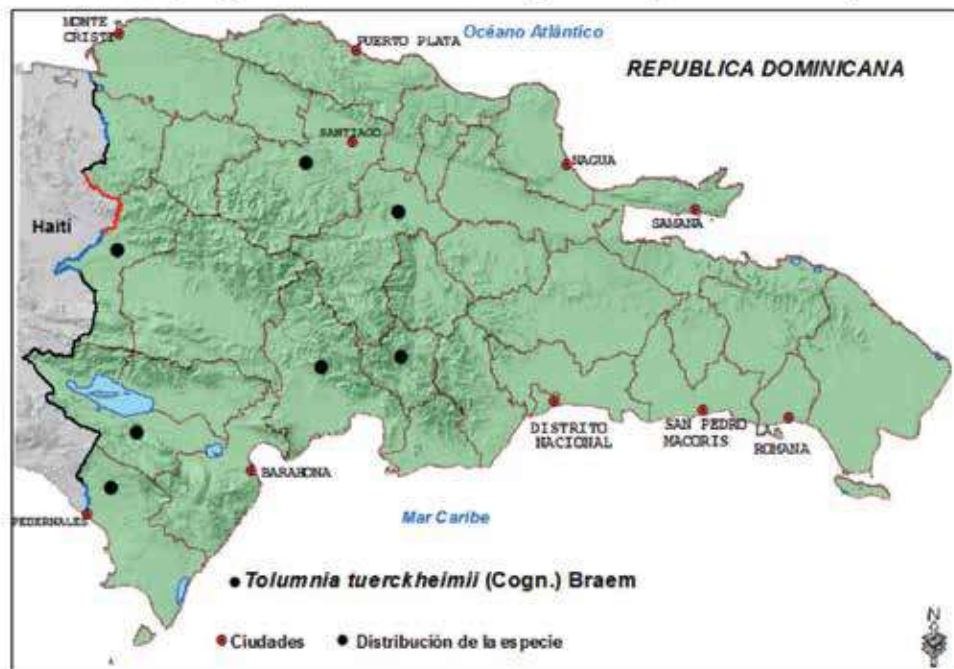 MONTE
CRISTI
PUERTO PLATA
Océano Atlántico
REPUBLICA DOMINICANA
SANTIAGO
NAGUA
SAMANA
Haití
DISTRITO
NACIONAL
SAN PEDRO
MACORIS
LA
ROMANA
BARAHONA
PEDERNALES
Mar Caribe
Tolumnia tuerckheimii (Cogn.) Braem
Ciudades
Distribución de la especie
N